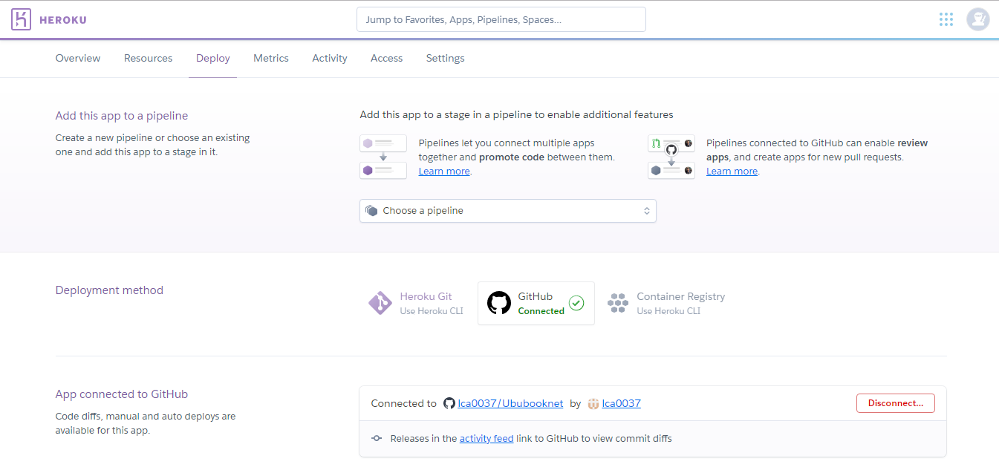 HEROKU
Jump to Favorites, Apps, Pipelines, Spaces...
Overview Resources Deploy Metrics Activity Access Settings
Add this app to a pipeline
Create a new pipeline or choose an existing
one and add this app to a stage in it.
Add this app to a stage in a pipeline to enable additional features
Pipelines let you connect multiple apps
together and promote code between them.
Learn more.
Pipelines connected to GitHub can enable review
apps, and create apps for new pull requests.
Learn more.
Choose a pipeline
Deployment method
Heroku Git
Use Heroku CLI
GitHub
Connected
Container Registry
Use Heroku CLI
App connected to GitHub
Code diffs, manual and auto deploys are
available for this app.
Connected to lca0037/Ububooknet by lca0037
Disconnect...
Releases in the activity feed link to GitHub to view commit diffs